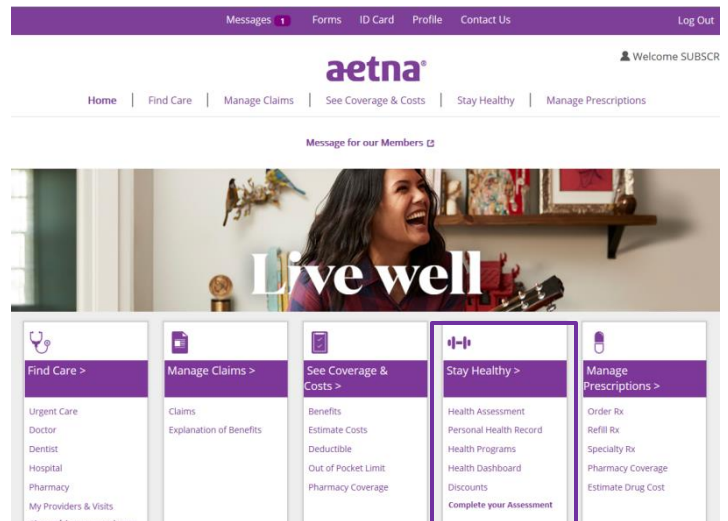 Messages 1 Forms ID Card Profile Contact Us Log Out
Welcome SUBSCR
aetna®
Home | Find Care | Manage Claims | See Coverage & Costs | Stay Healthy | Manage Prescriptions
Message for our Members
Live well
Find Care >
Urgent Care
Doctor
Dentist
Hospital
Pharmacy
My Providers & Visits
Manage Claims >
Claims
Explanation of Benefits
See Coverage &
Costs >
Benefits
Estimate Costs
Deductible
Out of Pocket Limit
Pharmacy Coverage
Stay Healthy >
Health Assessment
Personal Health Record
Health Programs
Health Dashboard
Discounts
Complete your Assessment
Manage
Prescriptions >
Order Rx
Refill Rx
Specialty Rx
Pharmacy Coverage
Estimate Drug Cost